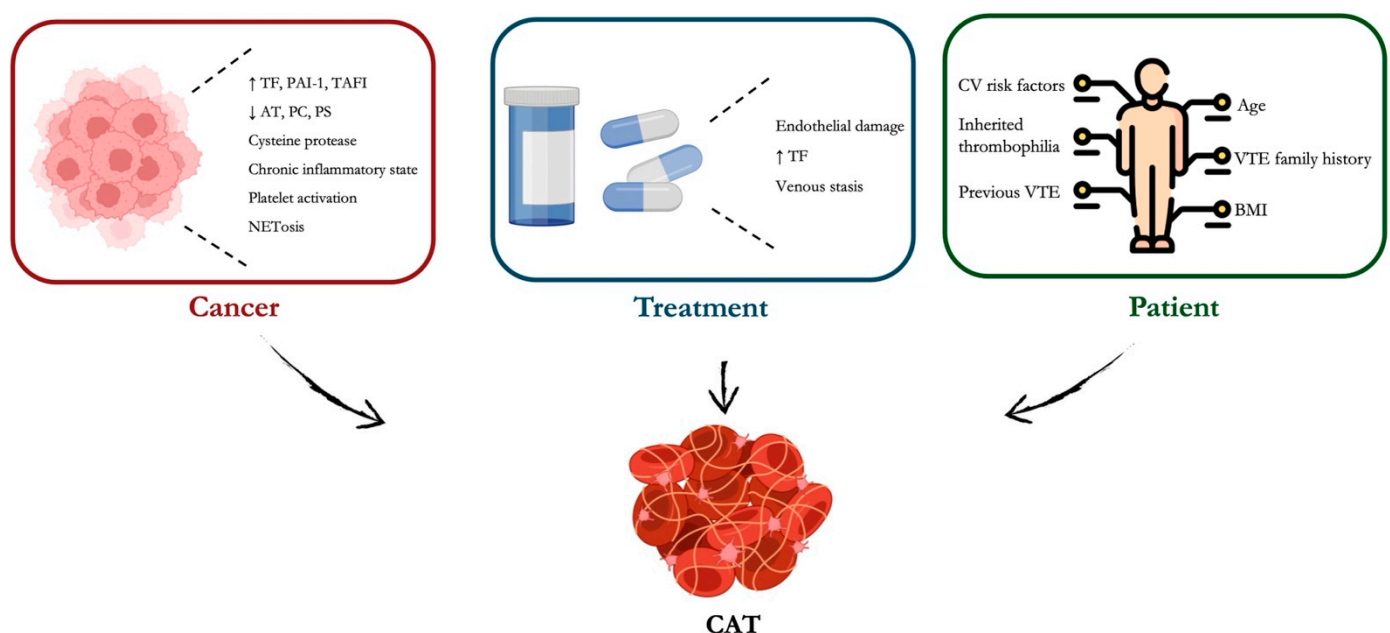 ↑ TF, PAI-1, TAFI
↓ AT, PC, PS
Cysteine protease
Chronic inflammatory state
Platelet activation
NETosis
Cancer
Endothelial damage
↑ TF
Venous stasis
Treatment
CV risk factors
Inherited
thrombophilia
Previous VTE
Age
VTE family history
BMI
Patient
CAT